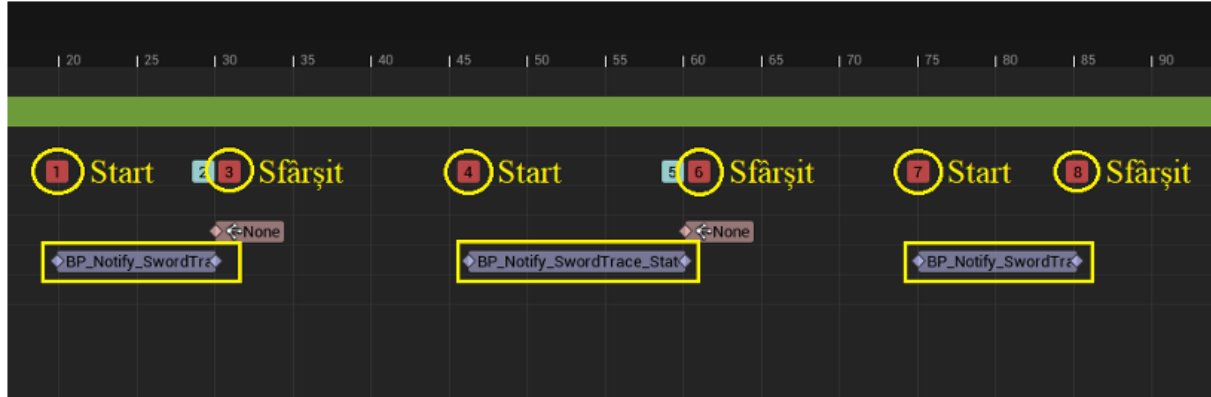 20 25 30 35 40 45 50 55 60 65 70 75 80 85 90
1 Start 2 3 Sfârșit 4 Start 5 6 Sfârșit 7 Start 8 Sfârșit
None None
BP_Notify_SwordTra BP_Notify_SwordTrace_Stat BP_Notify_SwordTra